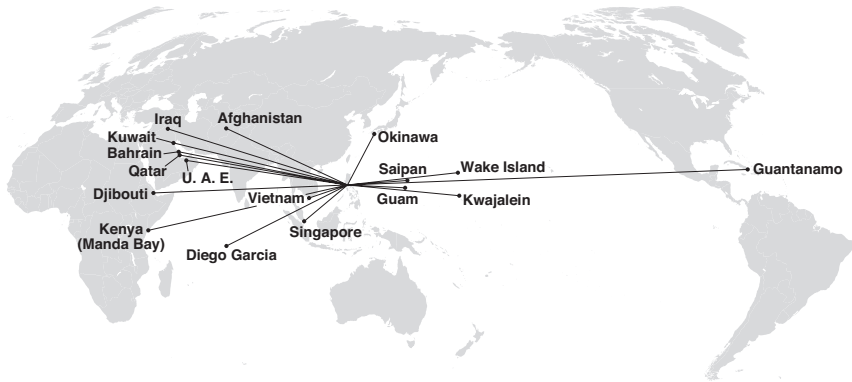 Iraq
Afghanistan
Kuwait
Okinawa
Bahrain
Saipan
Wake Island
Qatar
U. A. E.
Guantanamo
Djibouti
Vietnam
Guam
Kwajalein
Kenya
(Manda Bay)
Singapore
Diego Garcia